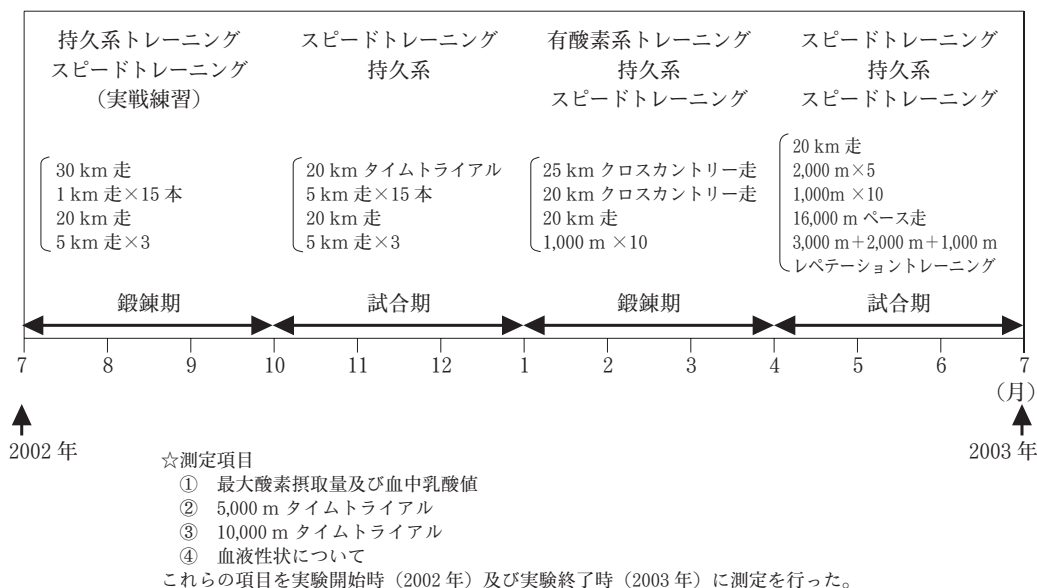 持久系トレーニング
スピードトレーニング
（実戦練習）
30 km 走
1 km 走×15 本
20 km 走
5 km 走×3
スピードトレーニング
持久系
20 km タイムトライアル
5 km 走×15 本
20 km 走
5 km 走×3
有酸素系トレーニング
持久系
スピードトレーニング
25 km クロスカントリー走
20 km クロスカントリー走
20 km 走
1,000 m ×10
スピードトレーニング
持久系
スピードトレーニング
20 km 走
2,000 m×5
1,000m ×10
16,000 m ペース走
3,000 m＋2,000 m＋1,000 m
レペテーショントレーニング
鍛錬期 試合期 鍛錬期 試合期
7 8 9 10 11 12 1 2 3 4 5 6 7
（月）
2002 年 2003 年
☆測定項目
① 最大酸素摂取量及び血中乳酸値
② 5,000 m タイムトライアル
③ 10,000 m タイムトライアル
④ 血液性状について
これらの項目を実験開始時（2002 年）及び実験終了時（2003 年）に測定を行った。